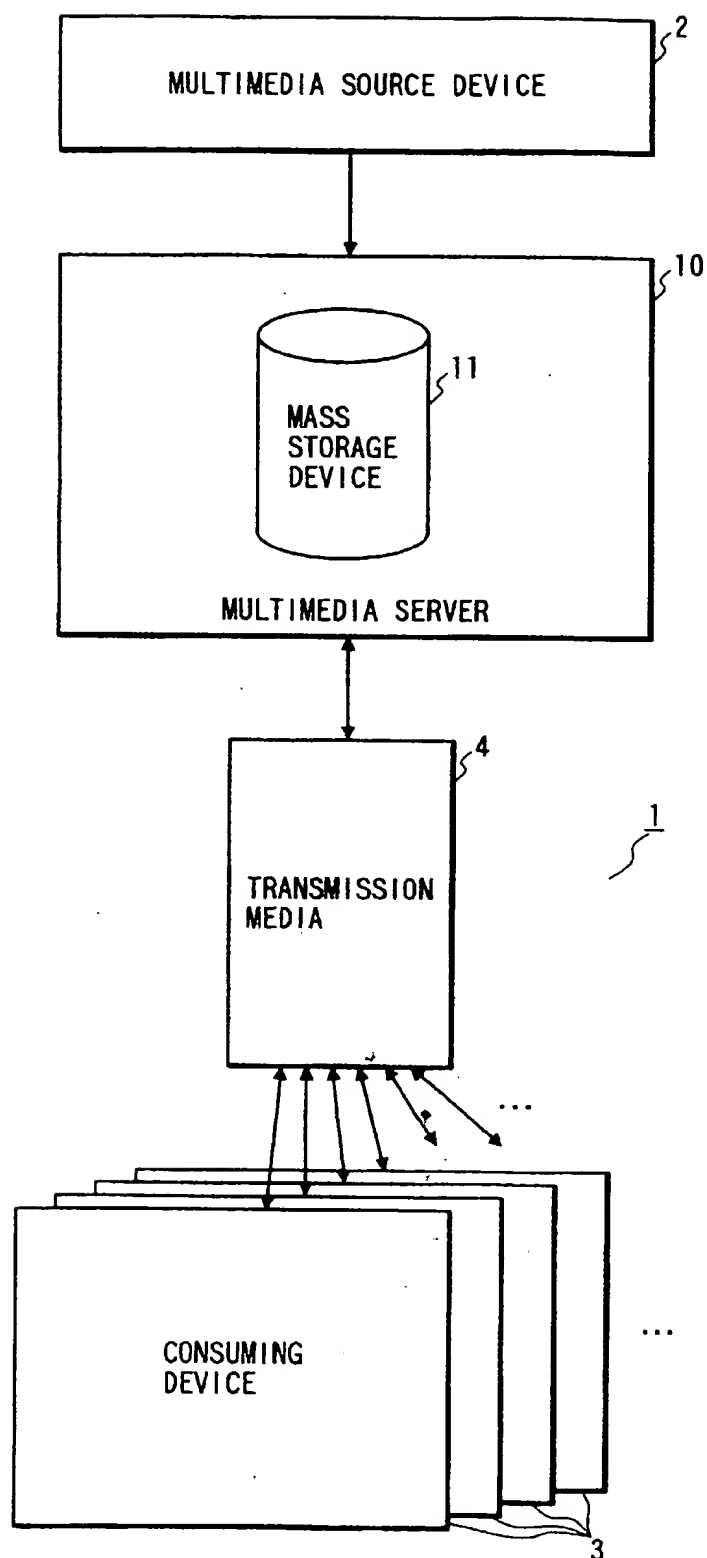 2
MULTIMEDIA SOURCE DEVICE
10
11
MASS
STORAGE
DEVICE
MULTIMEDIA SERVER
4
1
TRANSMISSION
MEDIA
...
...
CONSUMING
DEVICE
3